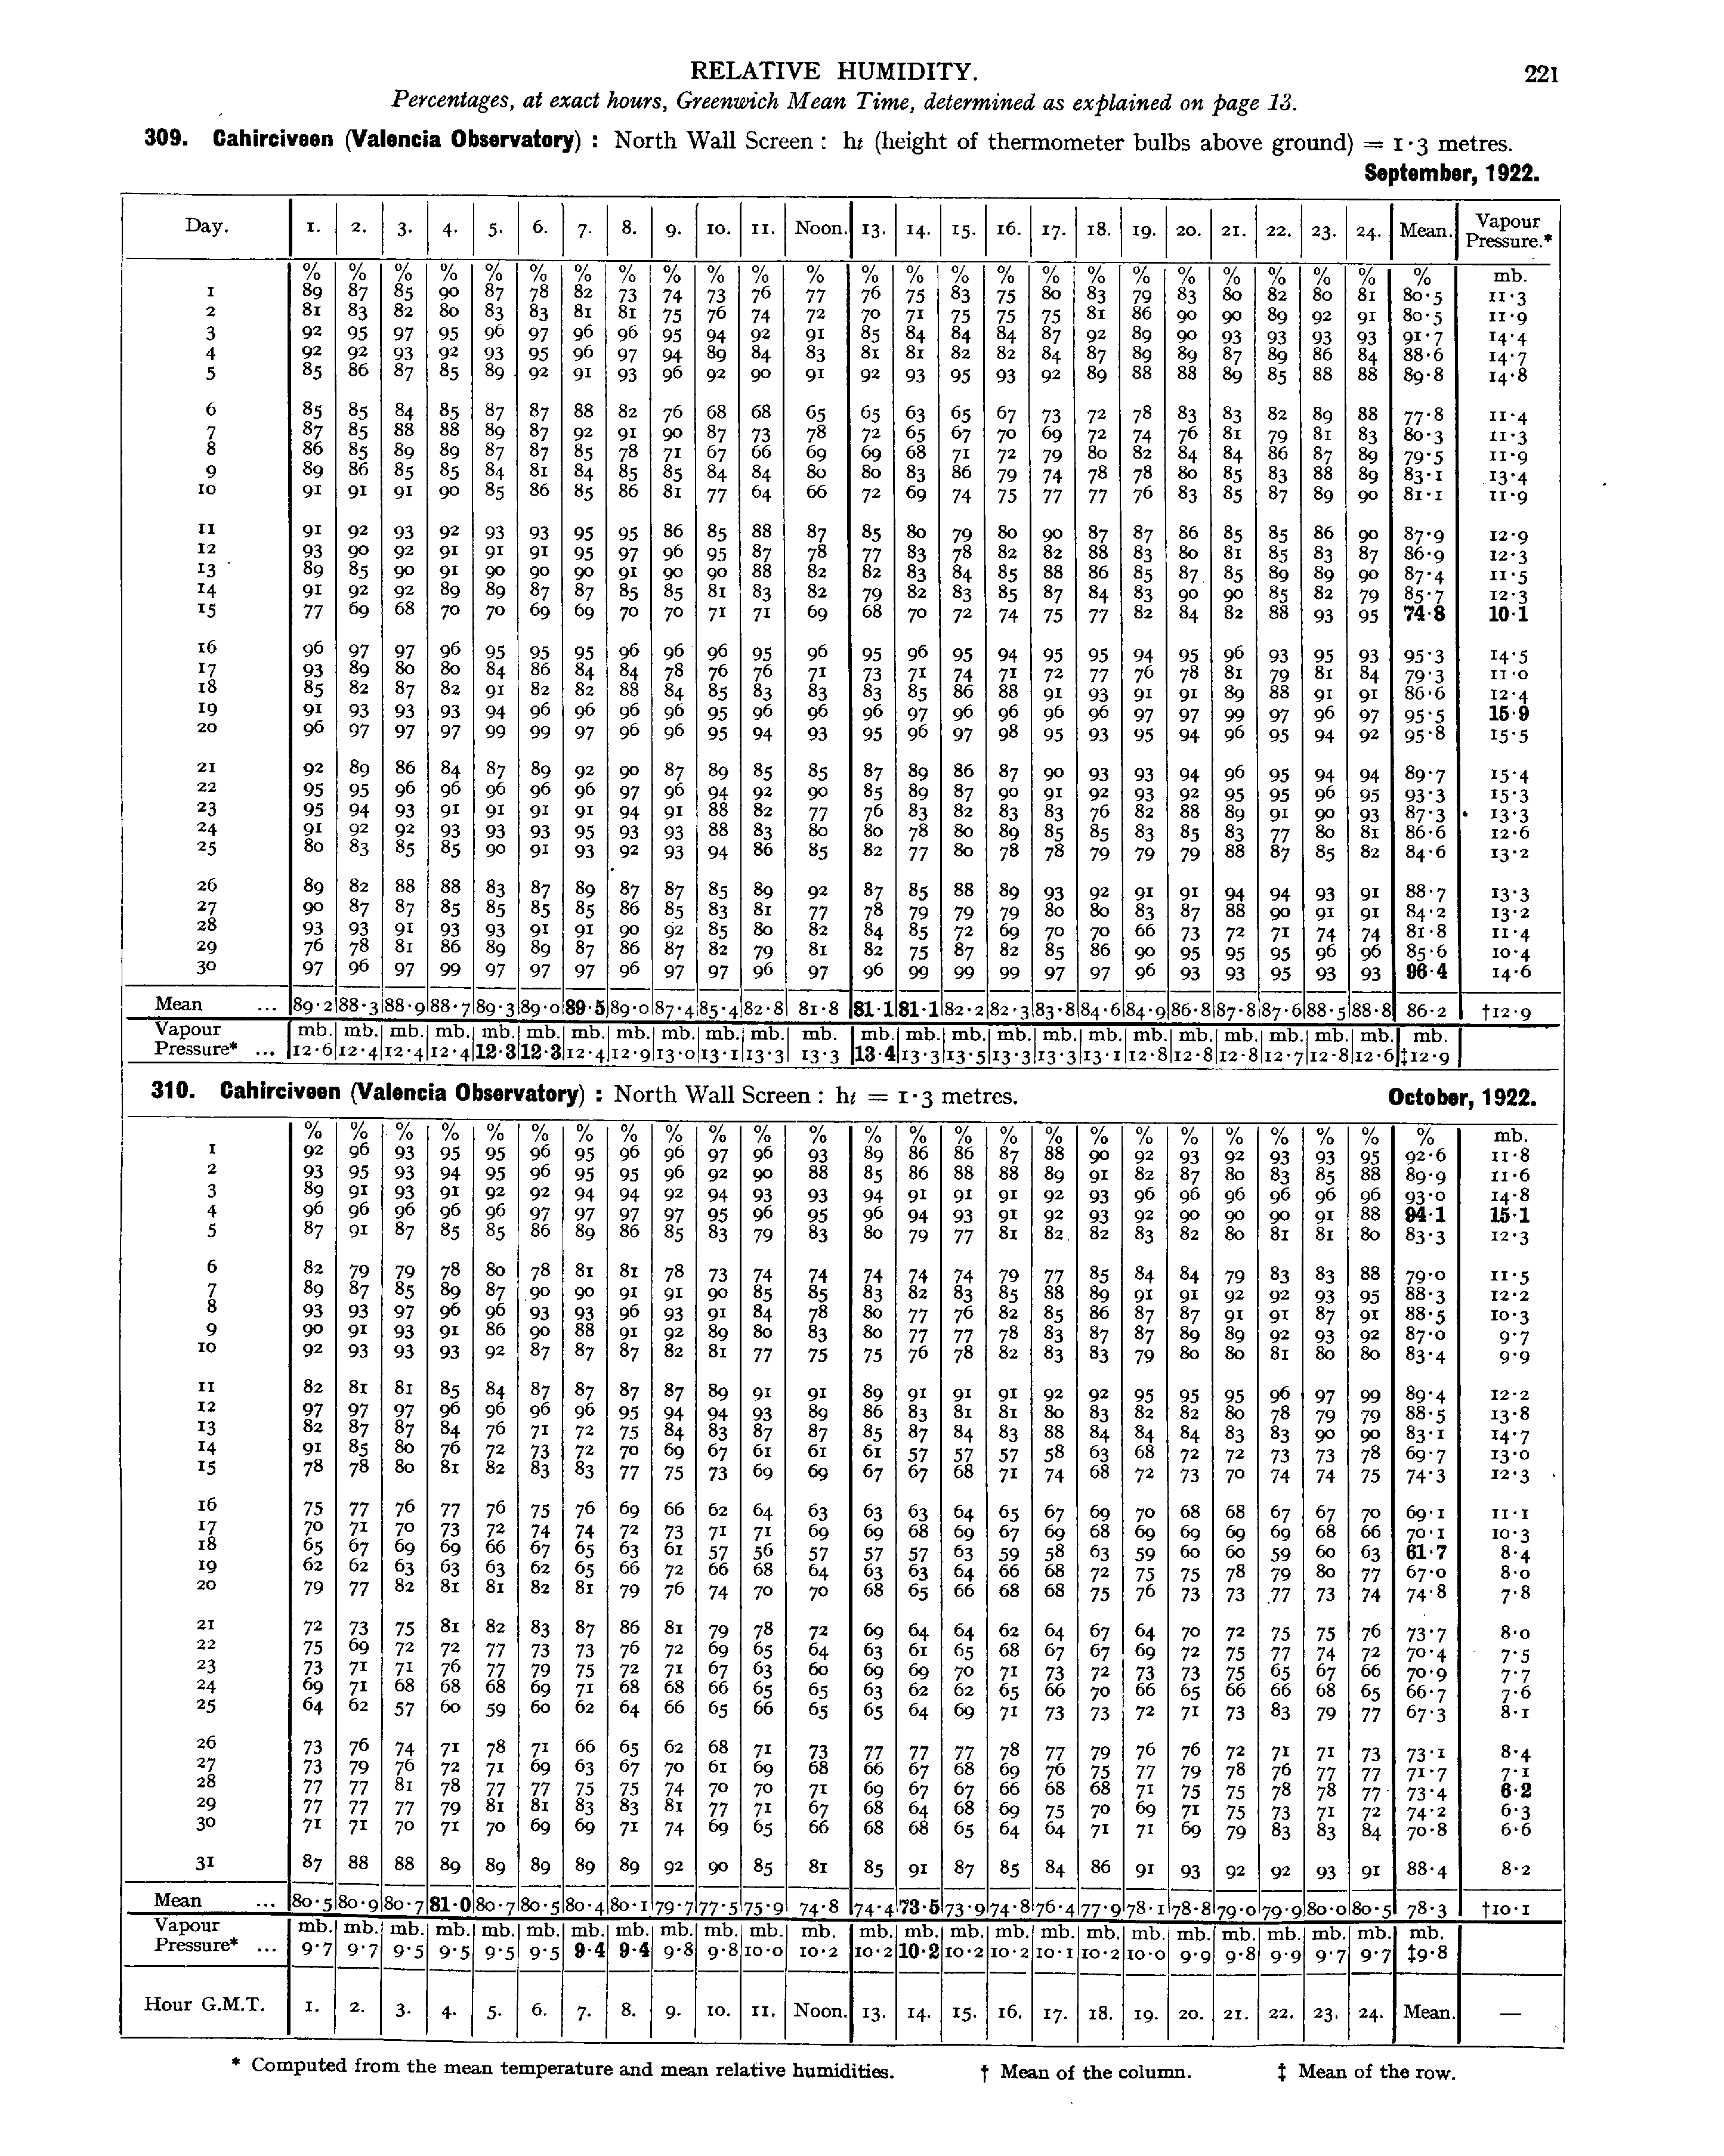 RELATIVE HUMIDITY.
221
Percentages, at exact hours, Greenwich Mean Time, determined as explained on page 13.
309. Cahirciveen (Valencia Observatory) : North Wall Screen : ht (height of thermometer bulbs above ground) = 1·3 metres.
September, 1922.
Day. 1. 2. 3. 4. 5. 6. 7. 8. 9. 10. 11. Noon. 13. 14. 15. 16. 17. 18. 19. 20. 21. 22. 23. 24. Mean. Vapour Pressure.*
% % % % % % % % % % % % % % % % % % % % % % % % % mb.
1 89 87 85 90 87 78 82 73 74 73 76 77 76 75 83 75 80 83 79 83 80 82 80 81 80·5 11·3
2 81 83 82 80 83 83 81 81 75 76 74 72 70 71 75 75 75 81 86 90 90 89 92 91 80·5 11·9
3 92 95 97 95 96 97 96 96 95 94 92 91 85 84 84 84 87 92 89 90 93 93 93 93 91·7 14·4
4 92 92 93 92 93 95 96 97 94 89 84 83 81 81 82 82 84 87 89 89 87 89 86 84 88·6 14·7
5 85 86 87 85 89 92 91 93 96 92 90 91 92 93 95 93 92 89 88 88 89 85 88 88 89·8 14·8
6 85 85 84 85 87 87 88 82 76 68 68 65 65 63 65 67 73 72 78 83 83 82 89 88 77·8 11·4
7 87 85 88 88 89 87 92 91 90 87 73 78 72 65 67 70 69 72 74 76 81 79 81 83 80·3 11·3
8 86 85 89 89 87 87 85 78 71 67 66 69 69 68 71 72 79 80 82 84 84 86 87 89 79·5 11·9
9 89 86 85 85 84 81 84 85 85 84 84 80 80 83 86 79 74 78 78 80 85 83 88 89 83·1 13·4
10 91 91 91 90 85 86 85 86 81 77 64 66 72 69 74 75 77 77 76 83 85 87 89 90 81·1 11·9
11 91 92 93 92 93 93 95 95 86 85 88 87 85 80 79 80 90 87 87 86 85 85 86 90 87·9 12·9
12 93 90 92 91 91 91 95 97 96 95 87 78 77 83 78 82 82 88 83 80 81 85 83 87 86·9 12·3
13 89 85 90 91 90 90 90 91 90 90 88 82 82 83 84 85 88 86 85 87 85 89 89 90 87·4 11·5
14 91 92 92 89 89 87 87 85 85 81 83 82 79 82 83 85 87 84 83 90 90 85 82 79 85·7 12·3
15 77 69 68 70 70 69 69 70 70 71 71 69 68 70 72 74 75 77 82 84 82 88 93 95 74·8 10·1
16 96 97 97 96 95 95 95 96 96 96 95 96 95 96 95 94 95 95 94 95 96 93 95 93 95·3 14·5
17 93 89 80 80 84 86 84 84 78 76 76 71 73 71 74 71 72 77 76 78 81 79 81 84 79·3 11·0
18 85 82 87 82 91 82 82 88 84 85 83 83 83 85 86 88 91 93 91 91 89 88 91 91 86·6 12·4
19 91 93 93 93 94 96 96 96 96 95 96 96 96 97 96 96 96 96 97 97 99 97 96 97 95·5 15·9
20 96 97 97 97 99 99 97 96 96 95 94 93 95 96 97 98 95 93 95 94 96 95 94 92 95·8 15·5
21 92 89 86 84 87 89 92 90 87 89 85 85 87 89 86 87 90 93 93 94 96 95 94 94 89·7 15·4
22 95 95 96 96 96 96 96 97 96 94 92 90 85 89 87 90 91 92 93 92 95 95 96 95 93·3 15·3
23 95 94 93 91 91 91 91 94 91 88 82 77 76 83 82 83 83 76 82 88 89 91 90 93 87·3 13·3
24 91 92 92 93 93 93 95 93 93 88 83 80 80 78 80 89 85 85 83 85 83 77 80 81 86·6 12·6
25 80 83 85 85 90 91 93 92 93 94 86 85 82 77 80 78 78 79 79 79 88 87 85 82 84·6 13·2
26 89 82 88 88 83 87 89 87 87 85 89 92 87 85 88 89 93 92 91 91 94 94 93 91 88·7 13·3
27 90 87 87 85 85 85 85 86 85 83 81 77 78 79 79 79 80 80 83 87 88 90 91 91 84·2 13·2
28 93 93 91 93 93 91 91 90 92 85 80 82 84 85 72 69 70 70 66 73 72 71 74 74 81·8 11·4
29 76 78 81 86 89 89 87 86 87 82 79 81 82 75 87 82 85 86 90 95 95 95 96 96 85·6 10·4
30 97 96 97 99 97 97 97 96 97 97 96 97 96 99 99 99 97 97 96 93 93 95 93 93 96·4 14·6
Mean ... 89·2 88·3 88·9 88·7 89·3 89·0 89·5 89·0 87·4 85·4 82·8 81·8 81·1 81·1 82·2 82·3 83·8 84·6 84·9 86·8 87·8 87·6 88·5 88·8 86·2 †12·9
Vapour mb. mb. mb. mb. mb. mb. mb. mb. mb. mb. mb. mb. mb. mb. mb. mb. mb. mb. mb. mb. mb. mb. mb. mb. mb.
Pressure* ... 12·6 12·4 12·4 12·4 12·3 12·3 12·4 12·9 13·0 13·1 13·3 13·3 13·4 13·3 13·5 13·3 13·3 13·1 12·8 12·8 12·8 12·7 12·8 12·6 ‡12·9
310. Cahirciveen (Valencia Observatory) : North Wall Screen : ht = 1·3 metres.
October, 1922.
% % % % % % % % % % % % % % % % % % % % % % % % % mb.
1 92 96 93 95 95 96 95 96 96 97 96 93 89 86 86 87 88 90 92 93 92 93 93 95 92·6 11·8
2 93 95 93 94 95 96 95 95 96 92 90 88 85 86 88 88 89 91 82 87 80 83 85 88 89·9 11·6
3 89 91 93 91 92 92 94 94 92 94 93 93 94 91 91 91 92 93 96 96 96 96 96 96 93·0 14·8
4 96 96 96 96 96 97 97 97 97 95 96 95 96 94 93 91 92 93 92 90 90 90 91 88 94·1 15·1
5 87 91 87 85 85 86 89 86 85 83 79 83 80 79 77 81 82 82 83 82 80 81 81 80 83·3 12·3
6 82 79 79 78 80 78 81 81 78 73 74 74 74 74 74 79 77 85 84 84 79 83 83 88 79·0 11·5
7 89 87 85 89 87 90 90 91 91 90 85 85 83 82 83 85 88 89 91 91 92 92 93 95 88·3 12·2
8 93 93 97 96 96 93 93 96 93 91 84 78 80 77 76 82 85 86 87 87 91 91 87 91 88·5 10·3
9 90 91 93 91 86 90 88 91 92 89 80 83 80 77 77 78 83 87 87 89 89 92 93 92 87·0 9·7
10 92 93 93 93 92 87 87 87 82 81 77 75 75 76 78 82 83 83 79 80 80 81 80 80 83·4 9·9
11 82 81 81 85 84 87 87 87 87 89 91 91 89 91 91 91 92 92 95 95 95 96 97 99 89·4 12·2
12 97 97 97 96 96 96 96 95 94 94 93 89 86 83 81 81 80 83 82 82 80 78 79 79 88·5 13·8
13 82 87 87 84 76 71 72 75 84 83 87 87 85 87 84 83 88 84 84 84 83 83 90 90 83·1 14·7
14 91 85 80 76 72 73 72 70 69 67 61 61 61 57 57 57 58 63 68 72 72 73 73 78 69·7 13·0
15 78 78 80 81 82 83 83 77 75 73 69 69 67 67 68 71 74 68 72 73 70 74 74 75 74·3 12·3
16 75 77 76 77 76 75 76 69 66 62 64 63 63 63 64 65 67 69 70 68 68 67 67 70 69·1 11·1
17 70 71 70 73 72 74 74 72 73 71 71 69 69 68 69 67 69 68 69 69 69 69 68 66 70·1 10·3
18 65 67 69 69 66 67 65 63 61 57 56 57 57 57 63 59 58 63 59 60 60 59 60 63 61·7 8·4
19 62 62 63 63 63 62 65 66 72 66 68 64 63 63 64 66 68 72 75 75 78 79 80 77 67·0 8·0
20 79 77 82 81 81 82 81 79 76 74 70 70 68 65 66 68 68 75 76 73 73 77 73 74 74·8 7·8
21 72 73 75 81 82 83 87 86 81 79 78 72 69 64 64 62 64 67 64 70 72 75 75 76 73·7 8·0
22 75 69 72 72 77 73 73 76 72 69 65 64 63 61 65 68 67 67 69 72 75 77 74 72 70·4 7·5
23 73 71 71 76 77 79 75 72 71 67 63 60 69 69 70 71 73 72 73 73 75 65 67 66 70·9 7·7
24 69 71 68 68 68 69 71 68 68 66 65 65 63 62 62 65 66 70 66 65 66 66 68 65 66·7 7·6
25 64 62 57 60 59 60 62 64 66 65 66 65 65 64 69 71 73 73 72 71 73 83 79 77 67·3 8·1
26 73 76 74 71 78 71 66 65 62 68 71 73 77 77 77 78 77 79 76 76 72 71 71 73 73·1 8·4
27 73 79 76 72 71 69 63 67 70 61 69 68 66 67 68 69 76 75 77 79 78 76 77 77 71·7 7·1
28 77 77 81 78 77 77 75 75 74 70 70 71 69 67 67 66 68 68 71 75 75 78 78 77 73·4 6·2
29 77 77 77 79 81 81 83 83 81 77 71 67 68 64 68 69 75 70 69 71 75 73 71 72 74·2 6·3
30 71 71 70 71 70 69 69 71 74 69 65 66 68 68 65 64 64 71 71 69 79 83 83 84 70·8 6·6
31 87 88 88 89 89 89 89 89 92 90 85 81 85 91 87 85 84 86 91 93 92 92 93 91 88·4 8·2
Mean ... 80·5 80·9 80·7 81·0 80·7 80·5 80·4 80·1 79·7 77·5 75·9 74·8 74·4 73·5 73·9 74·8 76·4 77·9 78·1 78·8 79·0 79·9 80·0 80·5 78·3 †10·1
Vapour mb. mb. mb. mb. mb. mb. mb. mb. mb. mb. mb. mb. mb. mb. mb. mb. mb. mb. mb. mb. mb. mb. mb. mb. mb.
Pressure* ... 9·7 9·7 9·5 9·5 9·5 9·5 9·4 9·4 9·8 9·8 10·0 10·2 10·2 10·2 10·2 10·2 10·1 10·2 10·0 9·9 9·8 9·9 9·7 9·7 ‡9·8
Hour G.M.T. 1. 2. 3. 4. 5. 6. 7. 8. 9. 10. 11. Noon. 13. 14. 15. 16. 17. 18. 19. 20. 21. 22. 23. 24. Mean. —
* Computed from the mean temperature and mean relative humidities. † Mean of the column. ‡ Mean of the row.